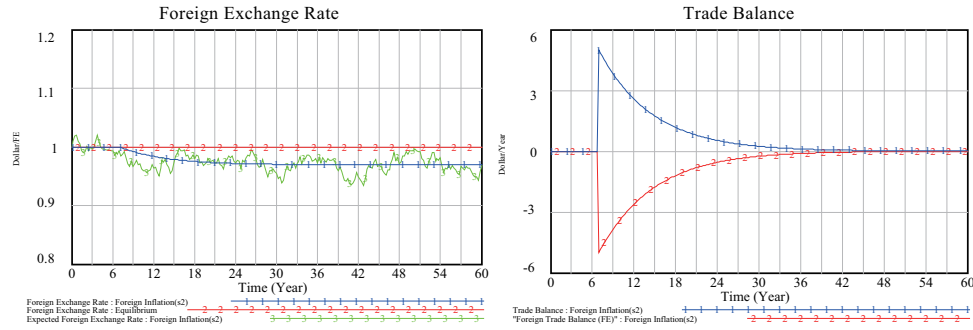 Foreign Exchange Rate
1.2
1.1
1
0.9
0.8
Dollar/FE
0 6 12 18 24 30 36 42 48 54 60
Time (Year)
Foreign Exchange Rate : Foreign Inflation(s2)
Foreign Exchange Rate : Equilibrium
Expected Foreign Exchange Rate : Foreign Inflation(s2)
Trade Balance
6
3
0
-3
-6
Dollar/Year
0 6 12 18 24 30 36 42 48 54 60
Time (Year)
Trade Balance : Foreign Inflation(s2)
"Foreign Trade Balance (FE)" : Foreign Inflation(s2)